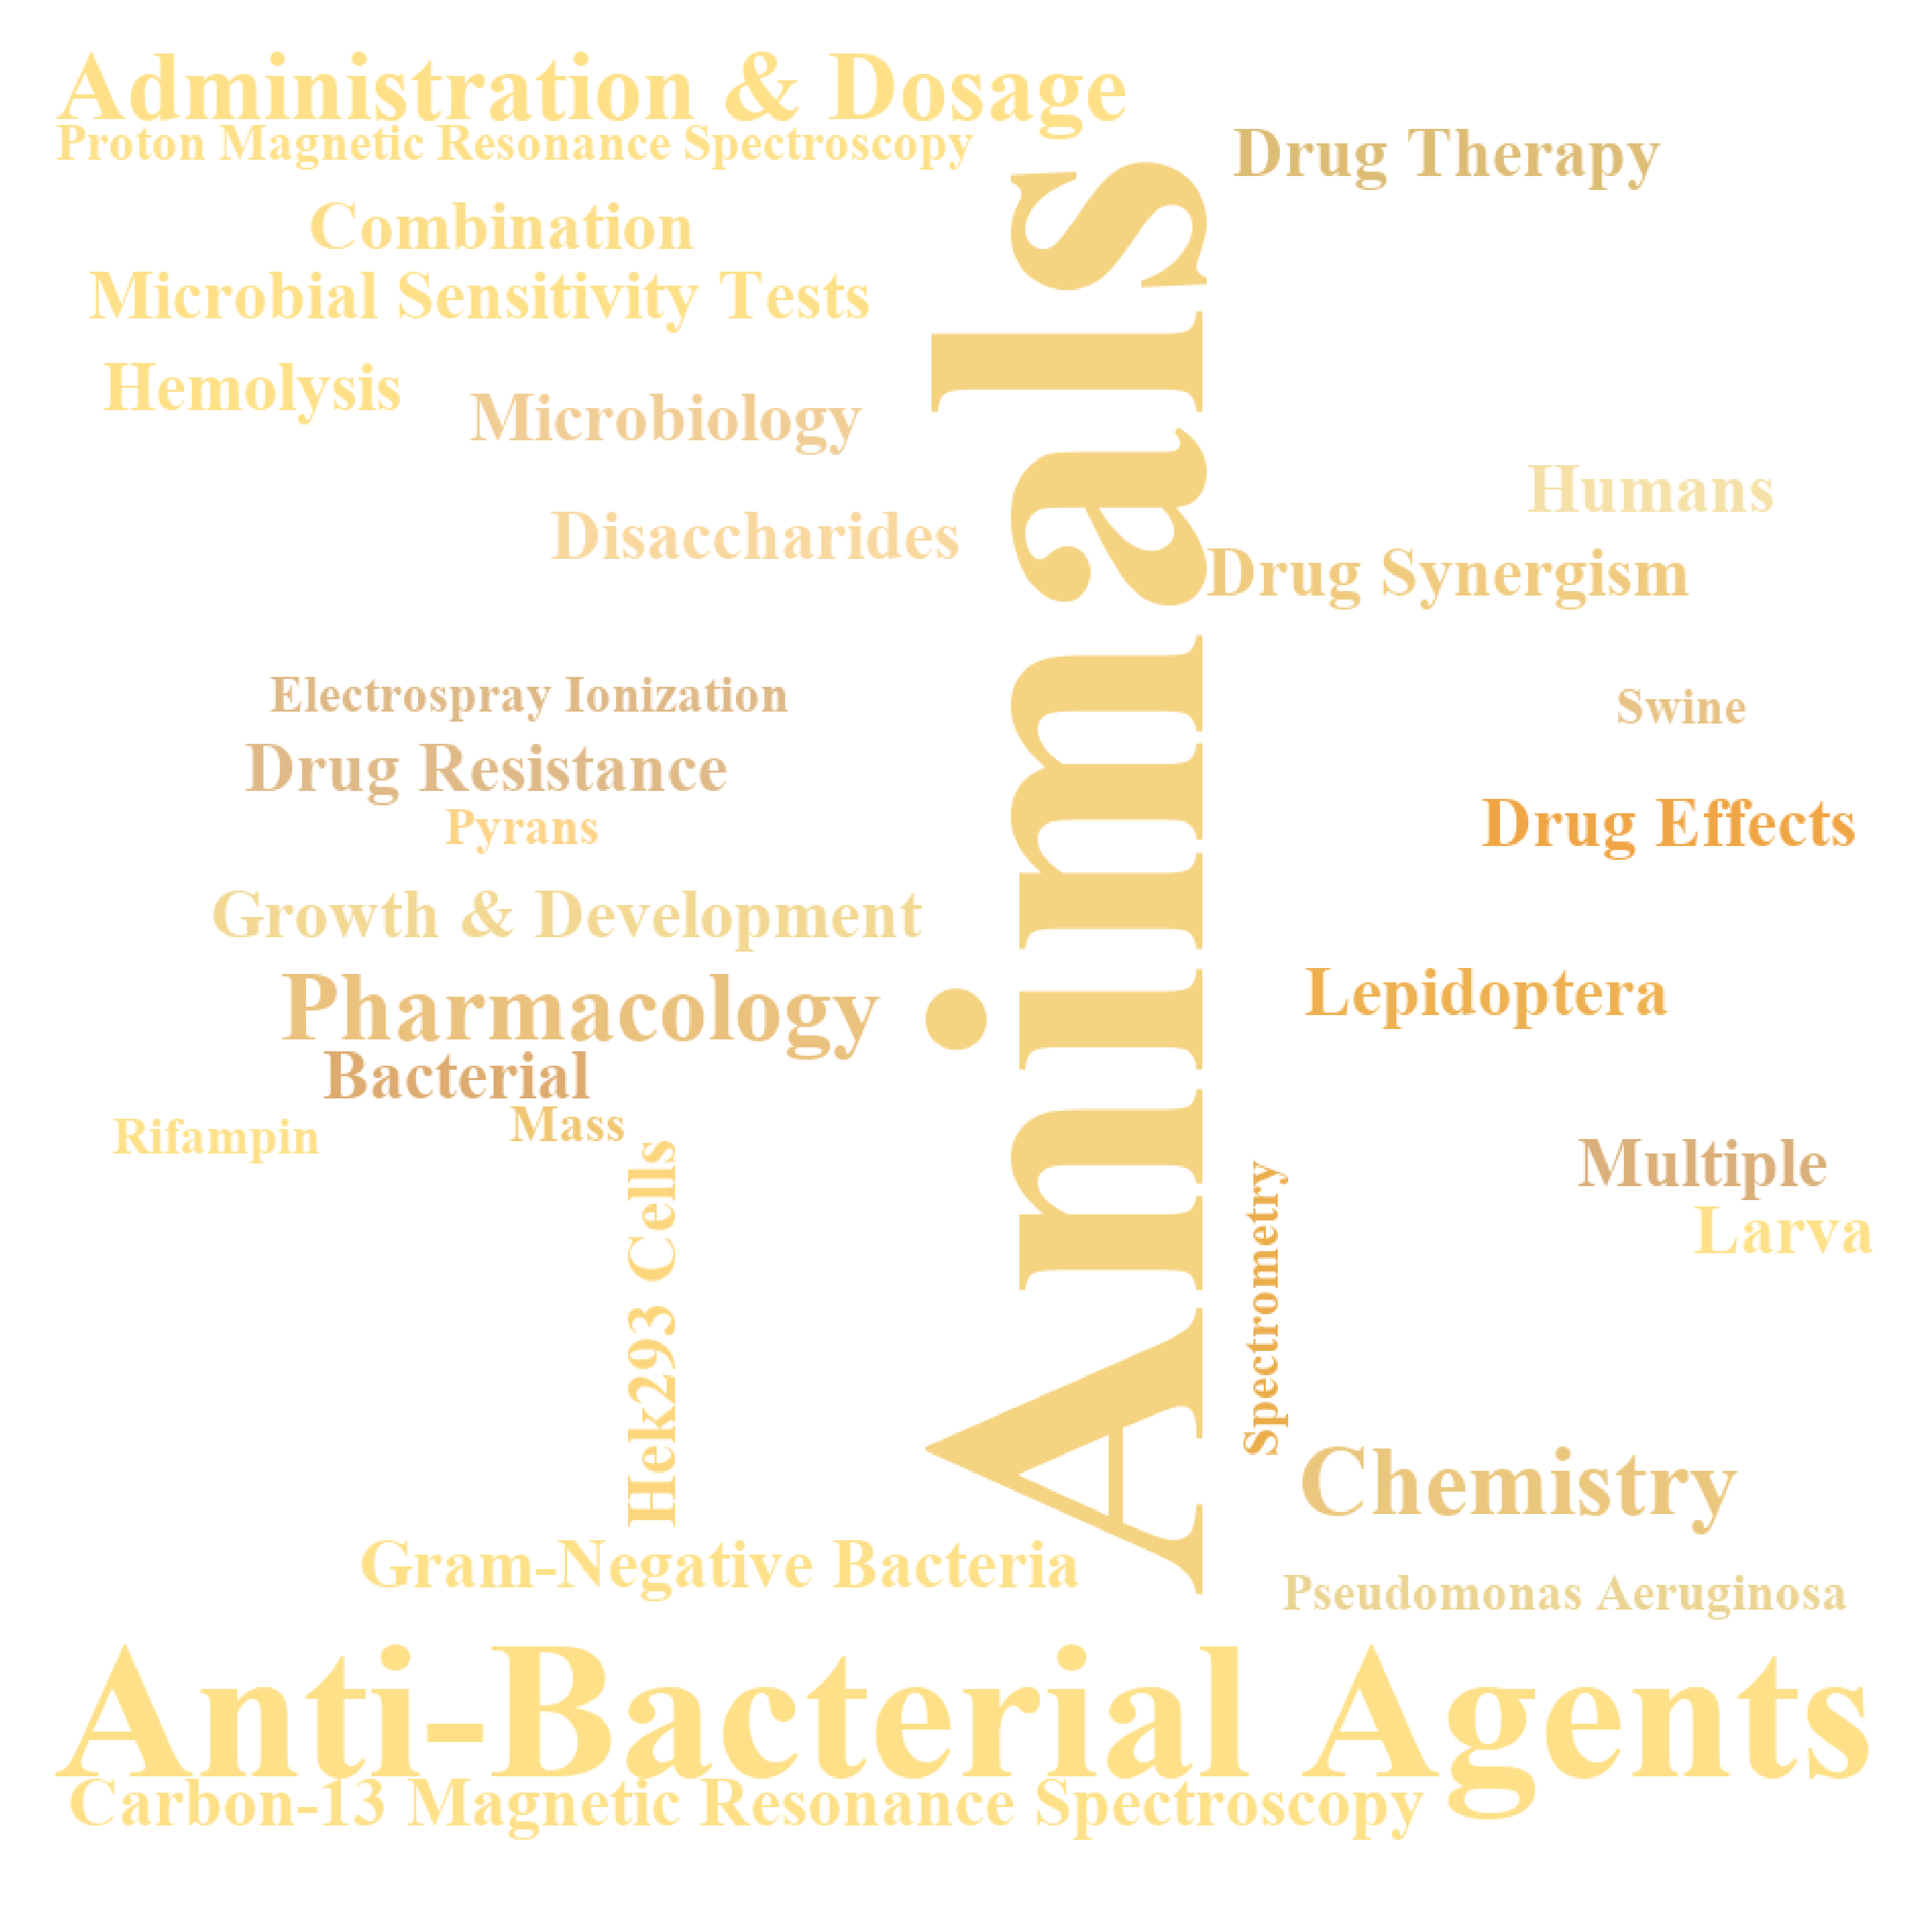 Administration & Dosage
Proton Magnetic Resonance Spectroscopy
Drug Therapy
Combination
Microbial Sensitivity Tests
Hemolysis
Microbiology
Animals
Humans
Disaccharides
Drug Synergism
Electrospray Ionization
Swine
Drug Resistance
Drug Effects
Pyrans
Growth & Development
Pharmacology
Lepidoptera
Bacterial
Mass
Rifampin
Hek293 Cells
Multiple
Larva
Spectrometry
Chemistry
Gram-Negative Bacteria
Pseudomonas Aeruginosa
Anti-Bacterial Agents
Carbon-13 Magnetic Resonance Spectroscopy